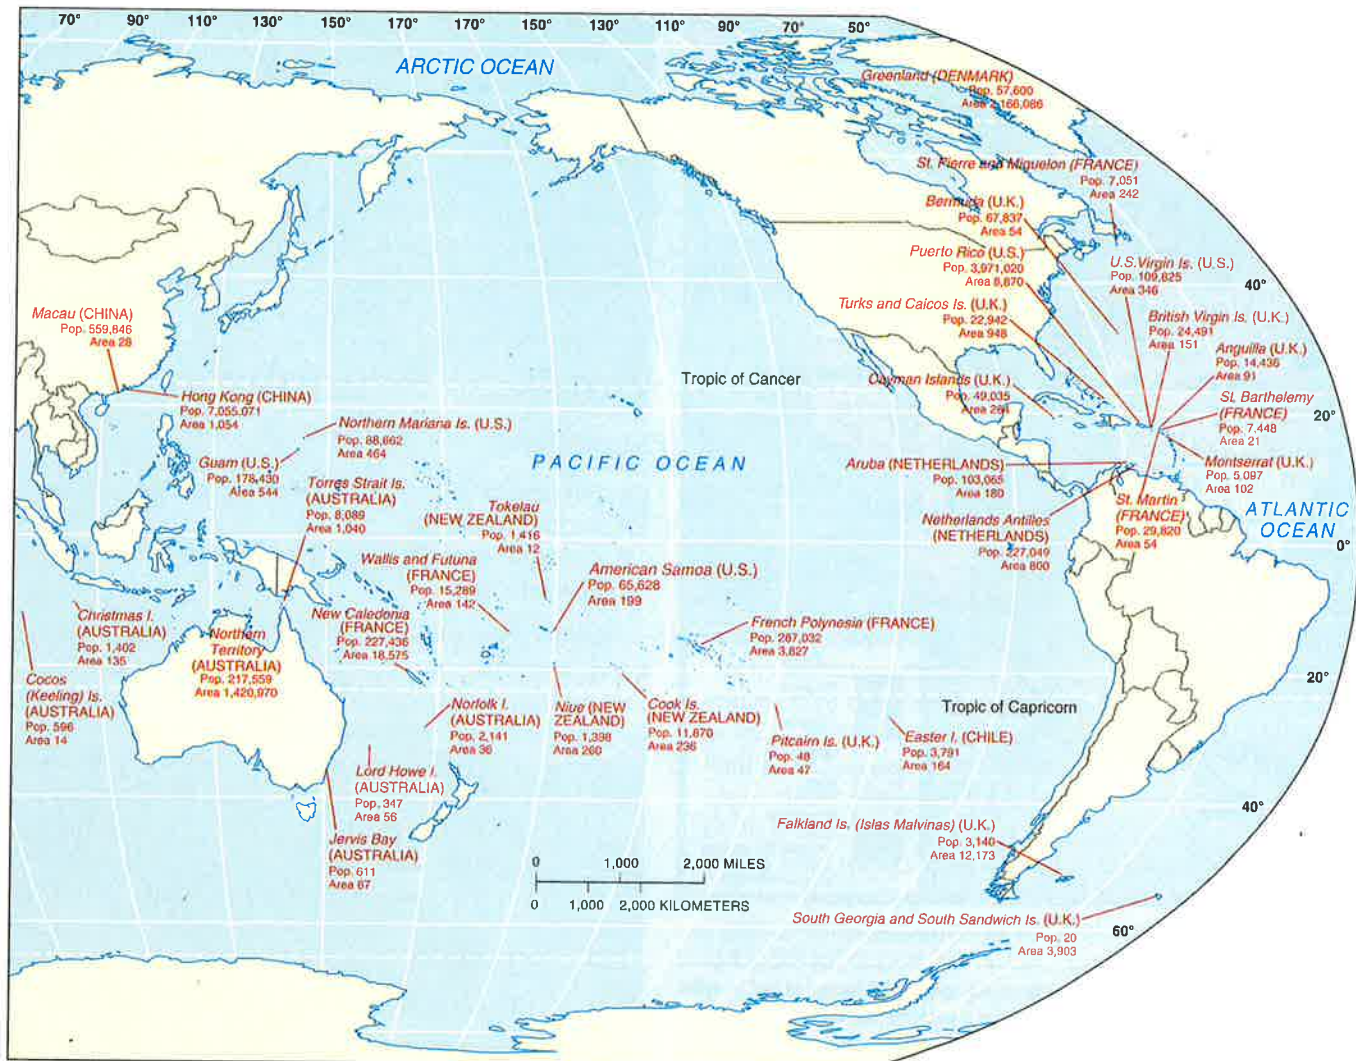 70° 90° 110° 130° 150° 170° 170° 150° 130° 110° 90° 70° 50°
ARCTIC OCEAN
Greenland (DENMARK)
Pop. 57,600
Area 2,166,086
St. Pierre and Miquelon (FRANCE)
Pop. 7,051
Area 242
Bermuda (U.K.)
Pop. 67,837
Area 54
Puerto Rico (U.S.)
Pop. 3,971,020
Area 8,870
U.S.Virgin Is. (U.S.)
Pop. 109,825
Area 346
40°
Turks and Caicos Is. (U.K.)
Pop. 22,942
Area 948
British Virgin Is. (U.K.)
Pop. 24,491
Area 151
Anguilla (U.K.)
Pop. 14,436
Area 91
Macau (CHINA)
Pop. 559,846
Area 28
Tropic of Cancer
Cayman Islands (U.K.)
Pop. 49,035
Area 264
St. Barthelemy
(FRANCE)
Pop. 7,448
Area 21
20°
Hong Kong (CHINA)
Pop. 7,055,071
Area 1,054
Northern Mariana Is. (U.S.)
Pop. 88,662
Area 464
Guam (U.S.)
Pop. 178,430
Area 544
PACIFIC OCEAN
Aruba (NETHERLANDS)
Pop. 103,065
Area 180
Montserrat (U.K.)
Pop. 5,097
Area 102
Torres Strait Is.
(AUSTRALIA)
Pop. 8,089
Area 1,040
Tokelau
(NEW ZEALAND)
Pop. 1,416
Area 12
Netherlands Antilles
(NETHERLANDS)
Pop. 227,049
Area 800
St. Martin
(FRANCE)
Pop. 29,820
Area 54
ATLANTIC
OCEAN
0°
Wallis and Futuna
(FRANCE)
Pop. 15,289
Area 142
American Samoa (U.S.)
Pop. 65,628
Area 199
Christmas I.
(AUSTRALIA)
Pop. 1,402
Area 135
Northern
Territory
(AUSTRALIA)
Pop. 217,559
Area 1,420,970
New Caledonia
(FRANCE)
Pop. 227,436
Area 18,575
French Polynesia (FRANCE)
Pop. 287,032
Area 3,827
Cocos
(Keeling) Is.
(AUSTRALIA)
Pop. 596
Area 14
20°
Norfolk I.
(AUSTRALIA)
Pop. 2,141
Area 36
Niue (NEW
ZEALAND)
Pop. 1,398
Area 260
Cook Is.
(NEW ZEALAND)
Pop. 11,870
Area 236
Tropic of Capricorn
Pitcairn Is. (U.K.)
Pop. 48
Area 47
Easter I. (CHILE)
Pop. 3,791
Area 164
Lord Howe I.
(AUSTRALIA)
Pop. 347
Area 56
40°
Jervis Bay
(AUSTRALIA)
Pop. 611
Area 67
Falkland Is. (Islas Malvinas) (U.K.)
Pop. 3,140
Area 12,173
0 1,000 2,000 MILES
0 1,000 2,000 KILOMETERS
South Georgia and South Sandwich Is. (U.K.)
Pop. 20
Area 3,903
60°